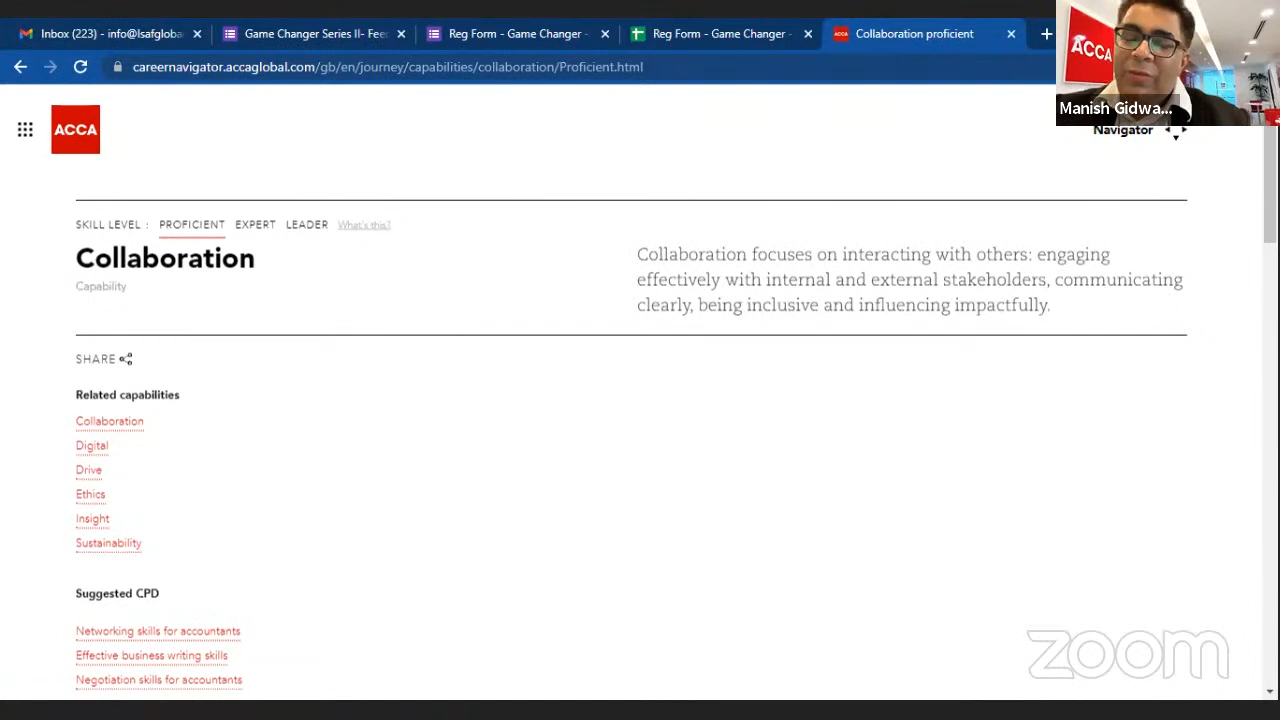 Inbox (223) - info@lsafgloba
Game Changer Series II- Fee
Reg Form - Game Changer -
Reg Form - Game Changer -
ACCA
Collaboration proficient
careernavigator.accaglobal.com/gb/en/journey/capabilities/collaboration/Proficient.html
ACCA
Manish Gidwa...
ACCA
Navigator
SKILL LEVEL : PROFICIENT EXPERT LEADER What's this?
Collaboration
Capability
Collaboration focuses on interacting with others: engaging
effectively with internal and external stakeholders, communicating
clearly, being inclusive and influencing impactfully.
SHARE
Related capabilities
Collaboration
Digital
Drive
Ethics
Insight
Sustainability
Suggested CPD
Networking skills for accountants
Effective business writing skills
Negotiation skills for accountants
zoom